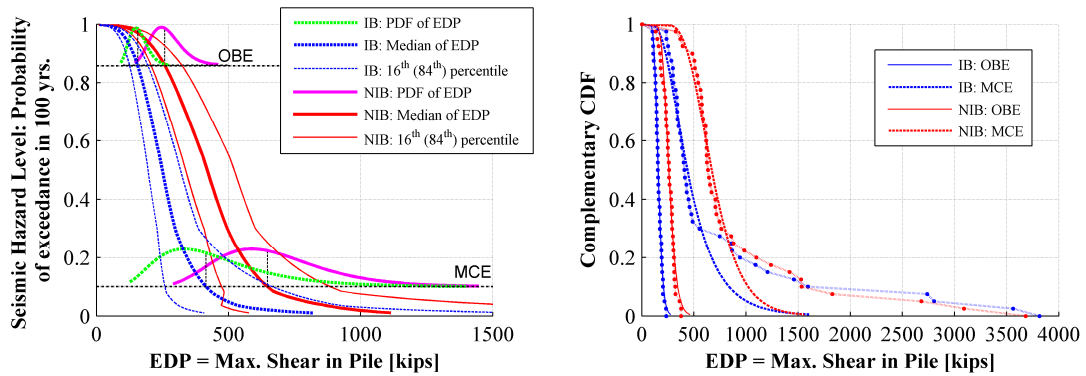 Seismic Hazard Level: Probability
of exceedance in 100 yrs.
1
0.8
0.6
0.4
0.2
0
0
500
1000
1500
EDP = Max. Shear in Pile [kips]
OBE
MCE
IB: PDF of EDP
IB: Median of EDP
IB: 16th (84th) percentile
NIB: PDF of EDP
NIB: Median of EDP
NIB: 16th (84th) percentile
Complementary CDF
1
0.8
0.6
0.4
0.2
0
0
500
1000
1500
2000
2500
3000
3500
4000
EDP = Max. Shear in Pile [kips]
IB: OBE
IB: MCE
NIB: OBE
NIB: MCE